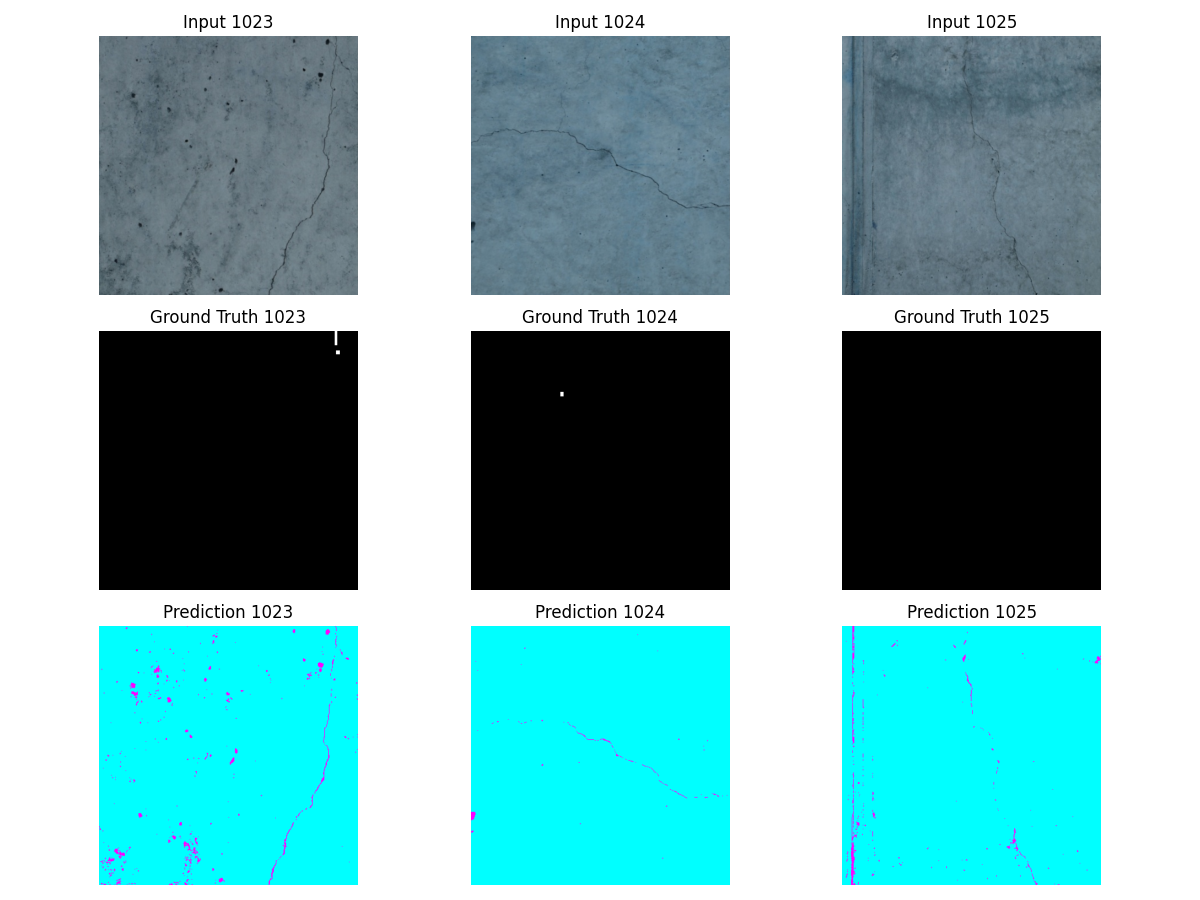 Input 1023
Input 1024
Input 1025
Ground Truth 1023
Ground Truth 1024
Ground Truth 1025
Prediction 1023
Prediction 1024
Prediction 1025